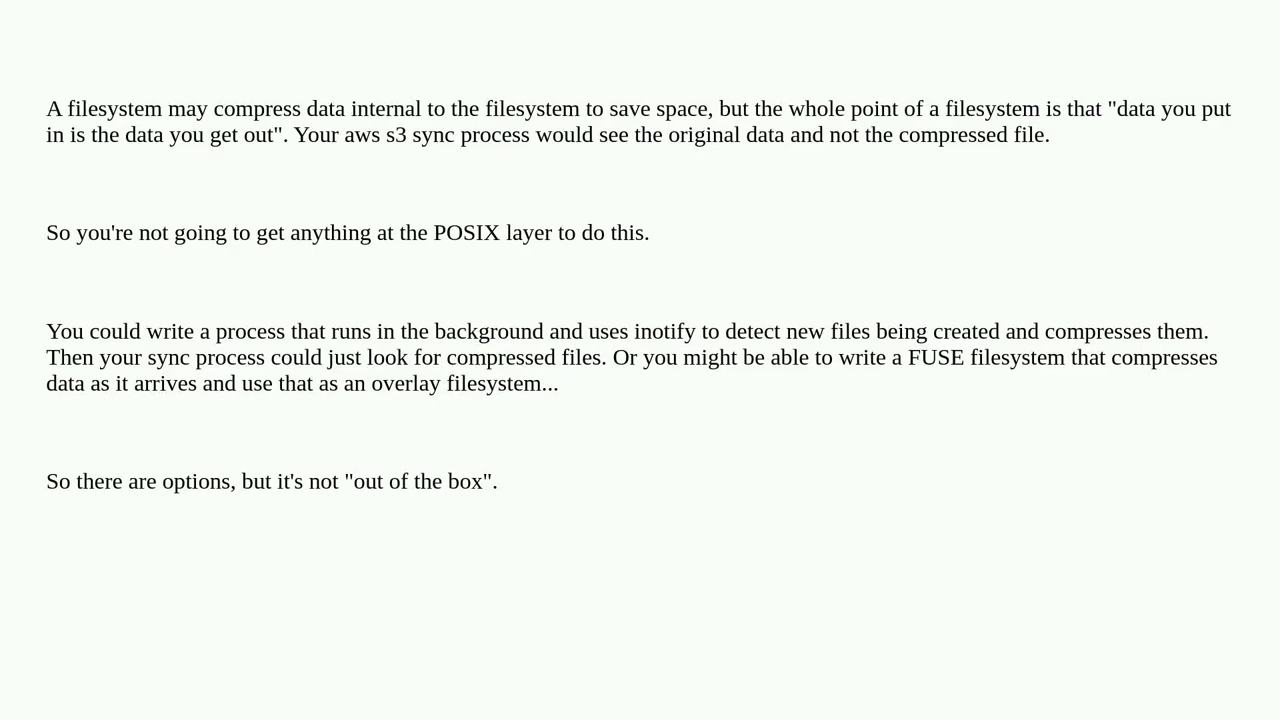 A filesystem may compress data internal to the filesystem to save space, but the whole point of a filesystem is that "data you put
in is the data you get out". Your aws s3 sync process would see the original data and not the compressed file.
So you're not going to get anything at the POSIX layer to do this.
You could write a process that runs in the background and uses inotify to detect new files being created and compresses them.
Then your sync process could just look for compressed files. Or you might be able to write a FUSE filesystem that compresses
data as it arrives and use that as an overlay filesystem...
So there are options, but it's not "out of the box".